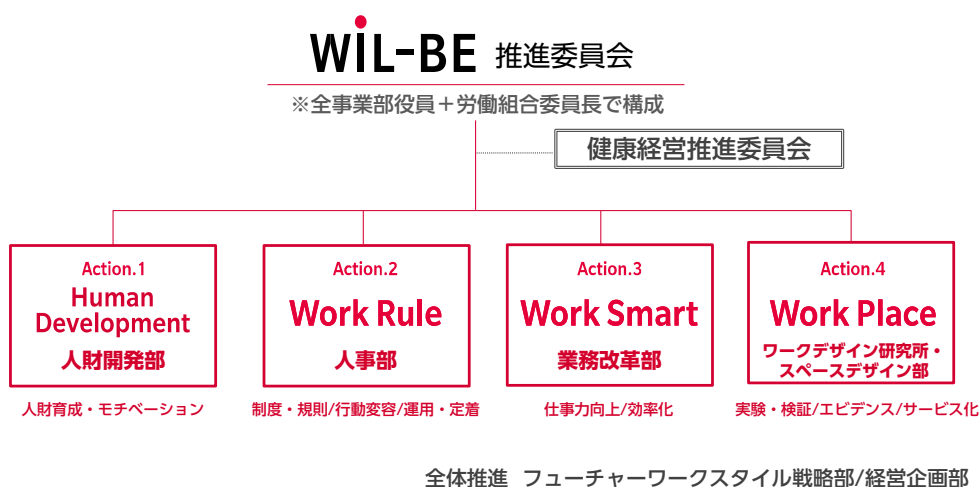 WiL-BE 推進委員会
※全事業部役員＋労働組合委員長で構成
健康経営推進委員会
Action.1
Human
Development
人財開発部
人財育成・モチベーション
Action.2
Work Rule
人事部
制度・規則/行動変容/運用・定着
Action.3
Work Smart
業務改革部
仕事力向上/効率化
Action.4
Work Place
ワークデザイン研究所・
スペースデザイン部
実験・検証/エビデンス/サービス化
全体推進 フューチャーワークスタイル戦略部/経営企画部